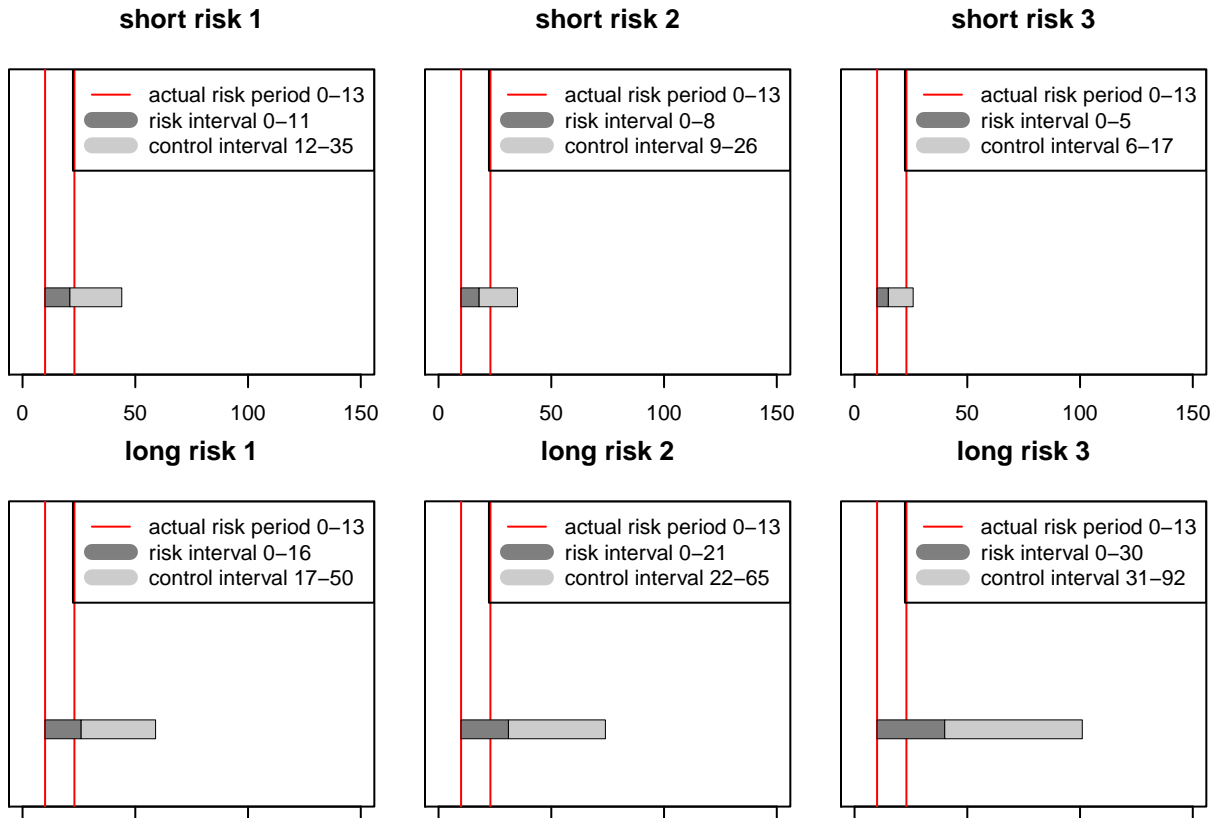 short risk 1
actual risk period 0−13
risk interval 0−11
control interval 12−35
0 50 100 150
short risk 2
actual risk period 0−13
risk interval 0−8
control interval 9−26
0 50 100 150
short risk 3
actual risk period 0−13
risk interval 0−5
control interval 6−17
0 50 100 150
long risk 1
actual risk period 0−13
risk interval 0−16
control interval 17−50
long risk 2
actual risk period 0−13
risk interval 0−21
control interval 22−65
long risk 3
actual risk period 0−13
risk interval 0−30
control interval 31−92